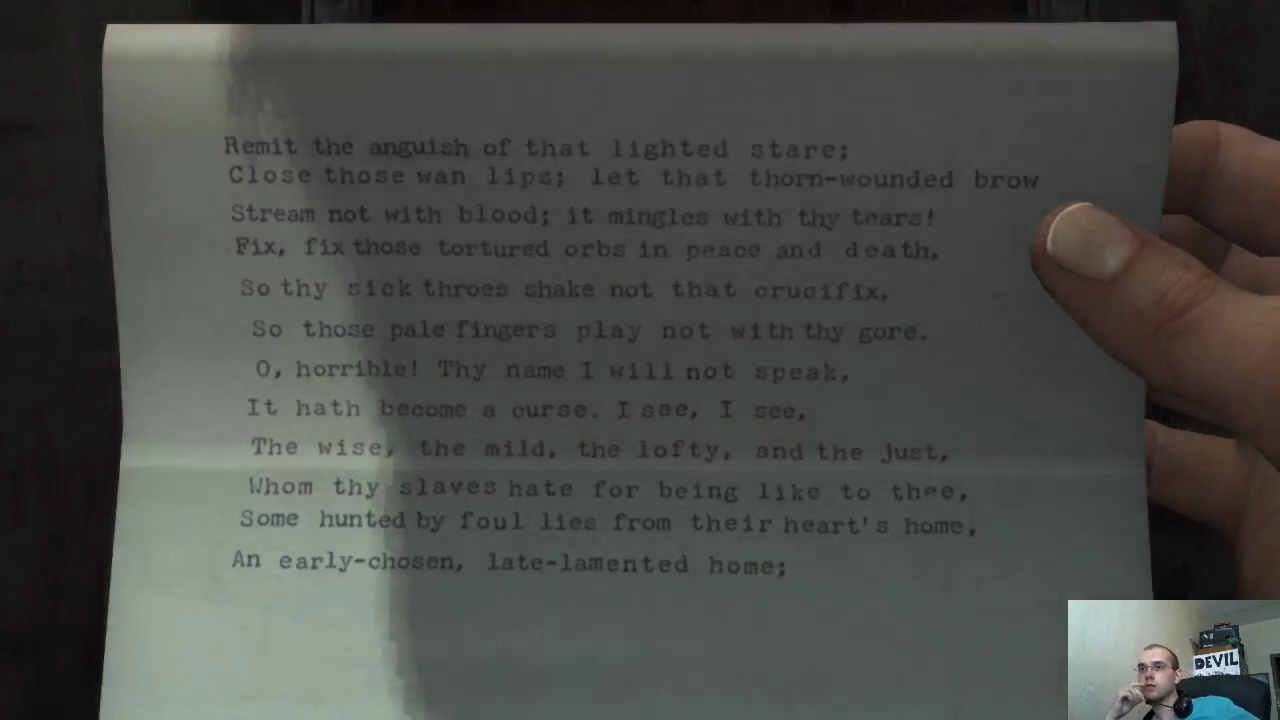 Remit the anguish of that lighted stare;
Close those wan lips; let that thorn-wounded brow
Stream not with blood; it mingles with thy tears!
Fix, fix those tortured orbs in peace and death,
So thy sick throes shake not that crucifix,
So those pale fingers play not with thy gore.
O, horrible! Thy name I will not speak,
It hath become a curse. I see, I see,
The wise, the mild, the lofty, and the just,
Whom thy slaves hate for being like to thee,
Some hunted by foul lies from their heart's home,
An early-chosen, late-lamented home;
DEVIL